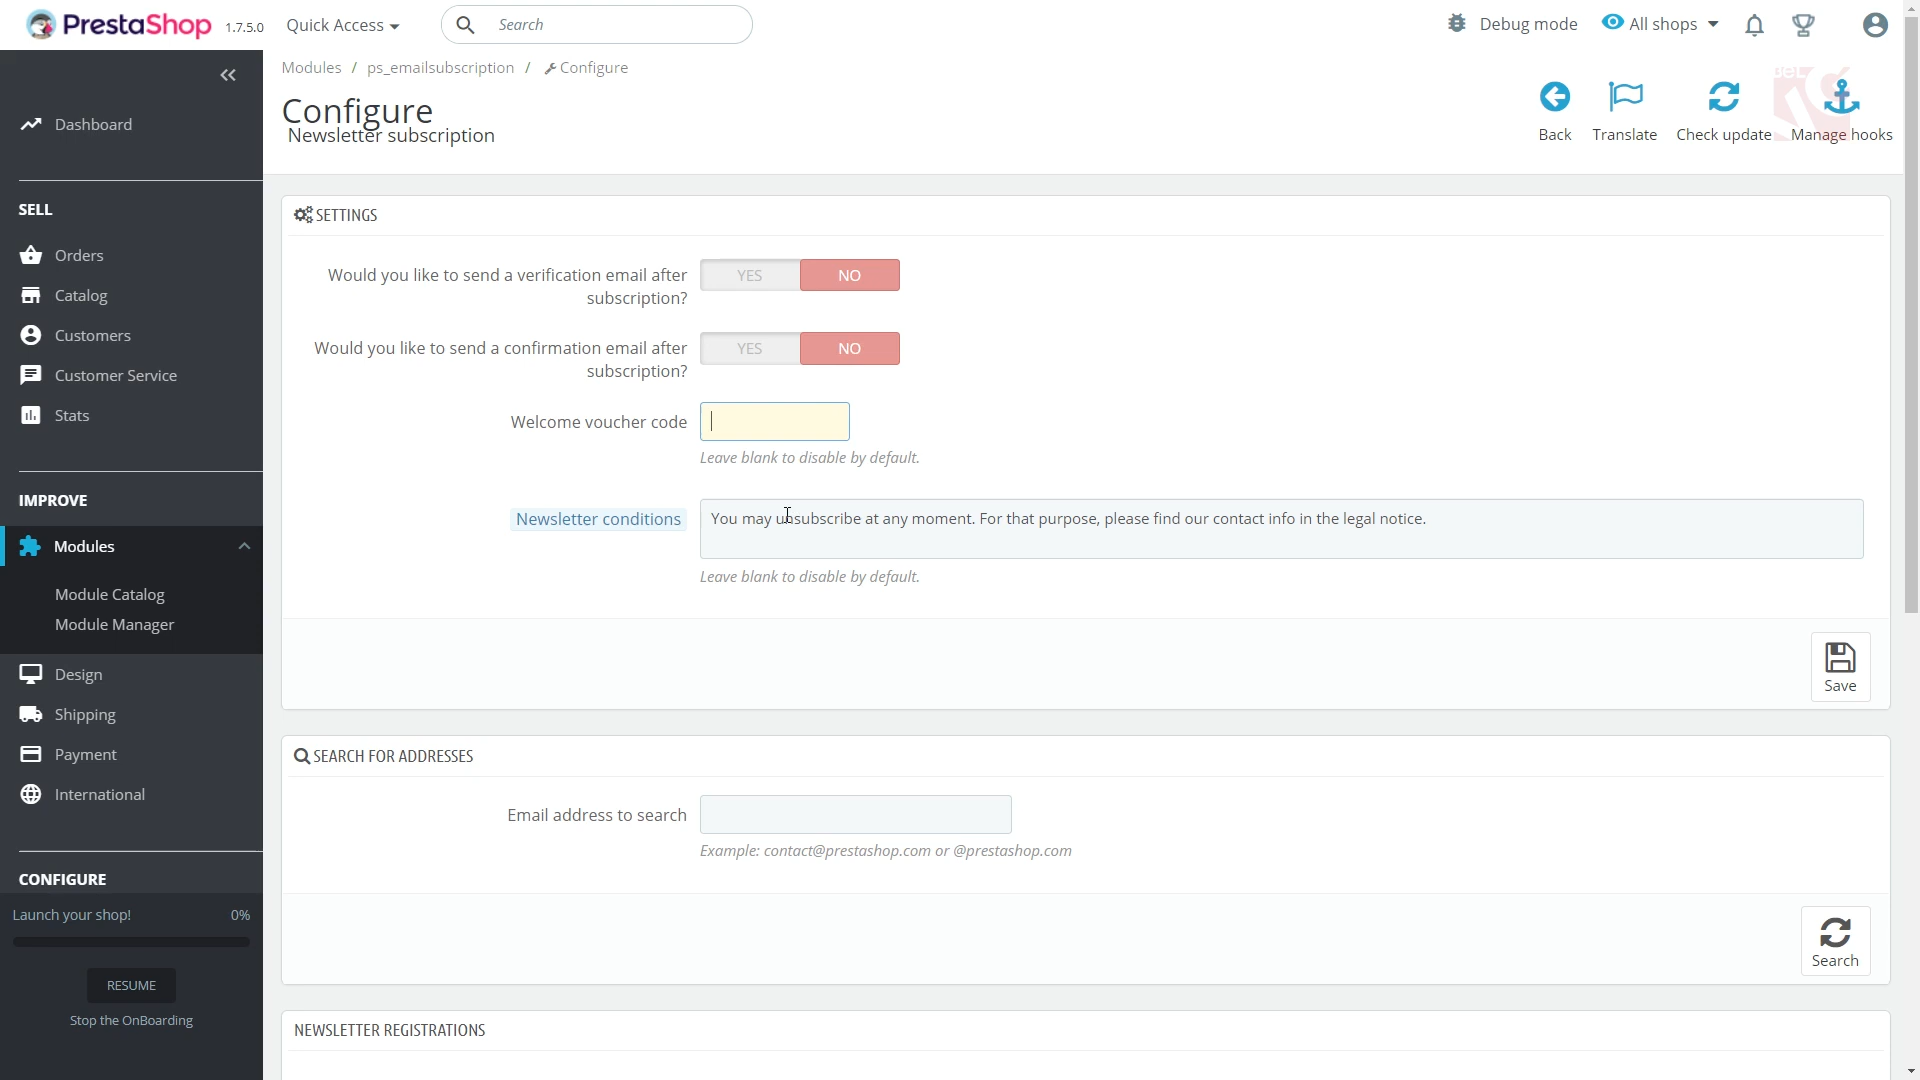 PrestaShop 1.7.5.0 Quick Access Search Debug mode All shops
Modules / ps_emailsubscription / Configure
Configure
Newsletter subscription
Back Translate Check update Manage hooks
Dashboard
SELL
Orders
Catalog
Customers
Customer Service
Stats
IMPROVE
Modules
Module Catalog
Module Manager
Design
Shipping
Payment
International
CONFIGURE
Launch your shop! 0%
RESUME
Stop the OnBoarding
SETTINGS
Would you like to send a verification email after
subscription?
YES NO
Would you like to send a confirmation email after
subscription?
YES NO
Welcome voucher code
Leave blank to disable by default.
Newsletter conditions
You may unsubscribe at any moment. For that purpose, please find our contact info in the legal notice.
Leave blank to disable by default.
Save
SEARCH FOR ADDRESSES
Email address to search
Example: contact@prestashop.com or @prestashop.com
Search
NEWSLETTER REGISTRATIONS